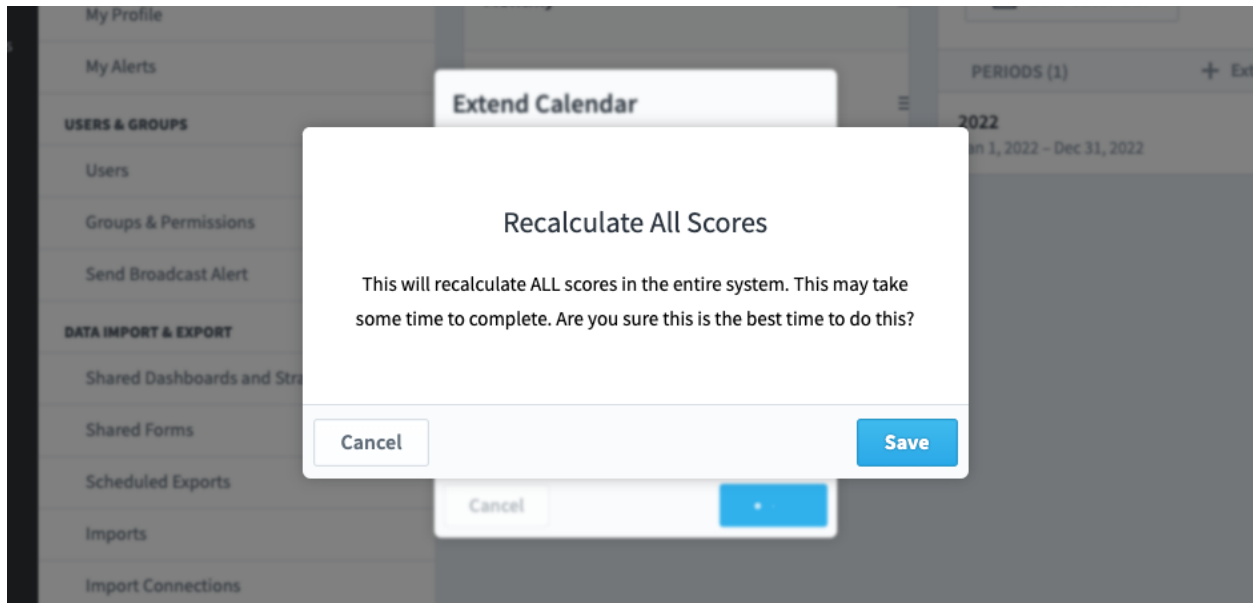 My Profile
My Alerts
USERS & GROUPS
Users
Groups & Permissions
Send Broadcast Alert
DATA IMPORT & EXPORT
Shared Dashboards and Stra
Shared Forms
Scheduled Exports
Imports
Import Connections
Extend Calendar
Recalculate All Scores
This will recalculate ALL scores in the entire system. This may take
some time to complete. Are you sure this is the best time to do this?
Cancel
Save
Cancel
PERIODS (1)
+ Ext
2022
an 1, 2022 – Dec 31, 2022